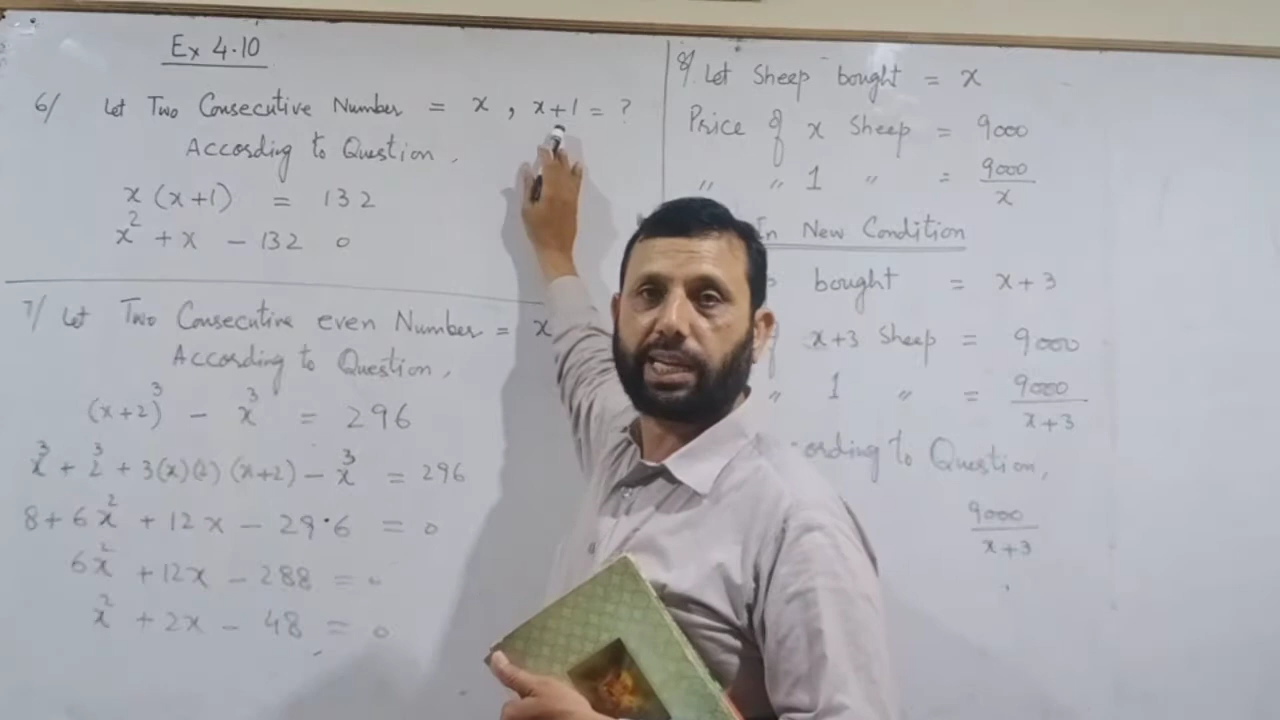 Ex 4.10
6/ Let Two Consecutive Number = x , x+1 = ?
According to Question ,
x (x+1) = 132
x² + x - 132 0
7/ Let Two Consecutive even Number = x
According to Question ,
(x+2)³ - x³ = 296
x³ + 2³ + 3(x)(2) (x+2) - x³ = 296
8 + 6x² + 12x - 296 = 0
6x² + 12x - 288 = 0
x² + 2x - 48 = 0
8/ Let Sheep bought = x
Price of x Sheep = 9000
" " 1 " = 9000/x
In New Condition
bought = x+3
x+3 Sheep = 9000
" 1 " = 9000/x+3
ording to Question,
9000/x+3